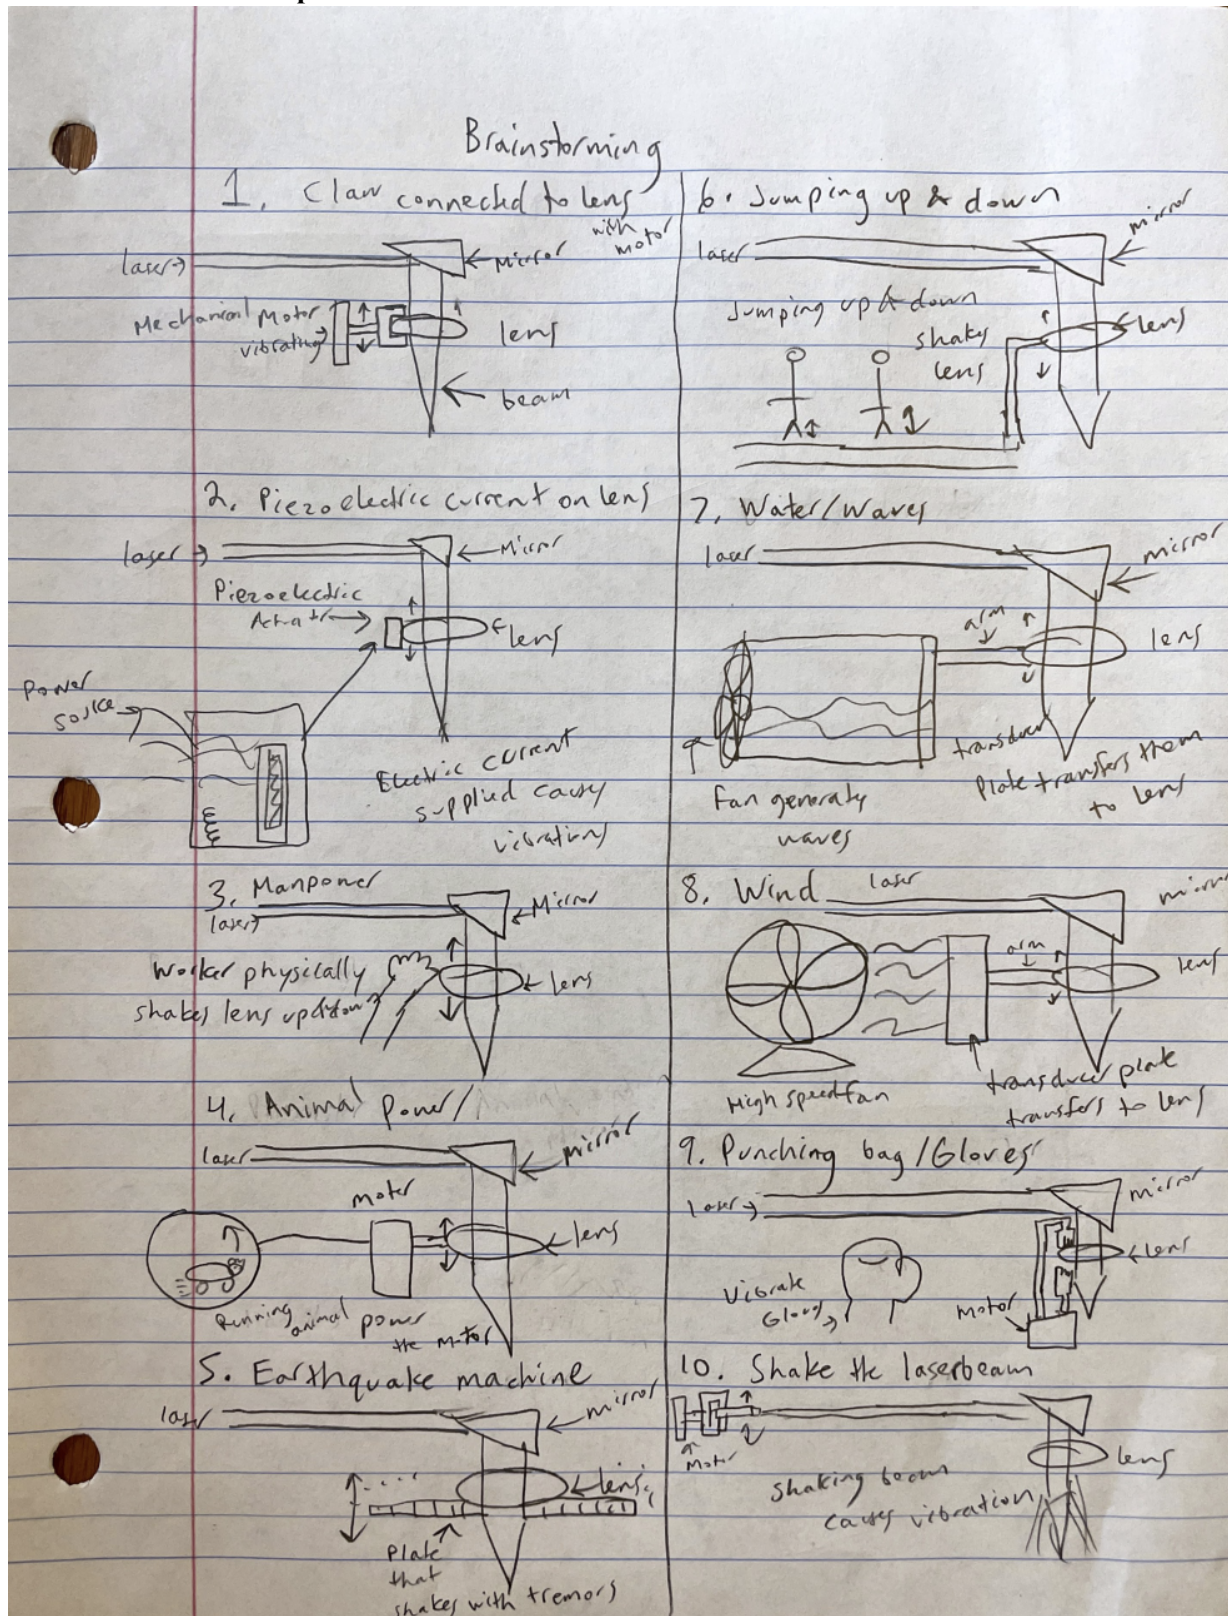 Brainstorming
1. Claw connected to lens
with motor
laser
Mirror
Mechanical Motor
vibrating
lens
beam
2. Piezoelectric current on lens
laser
Mirror
Piezoelectric
lens
Power
Electric current
supplied causes
vibrations
3. Manpower
laser
Mirror
Worker physically
shakes lens up & down
lens
4. Animal Power/
laser
mirror
motor
lens
Running animal power
the motor
5. Earthquake machine
laser
mirror
lens
Plate
that
shakes with tremors
6. Jumping up & down
laser
mirror
Jumping up & down
shakes
lens
lens
7. Water/Waves
laser
mirror
arm
lens
transducer
Plate transfers them
to lens
Fan generates
waves
8. Wind
laser
mirror
arm
lens
High speed fan
transducer plate
transfers to lens
9. Punching bag/Gloves
laser
mirror
lens
Vibrate
Gloves
motor
10. Shake the laserbeam
Motor
lens
Shaking beam
causes vibration